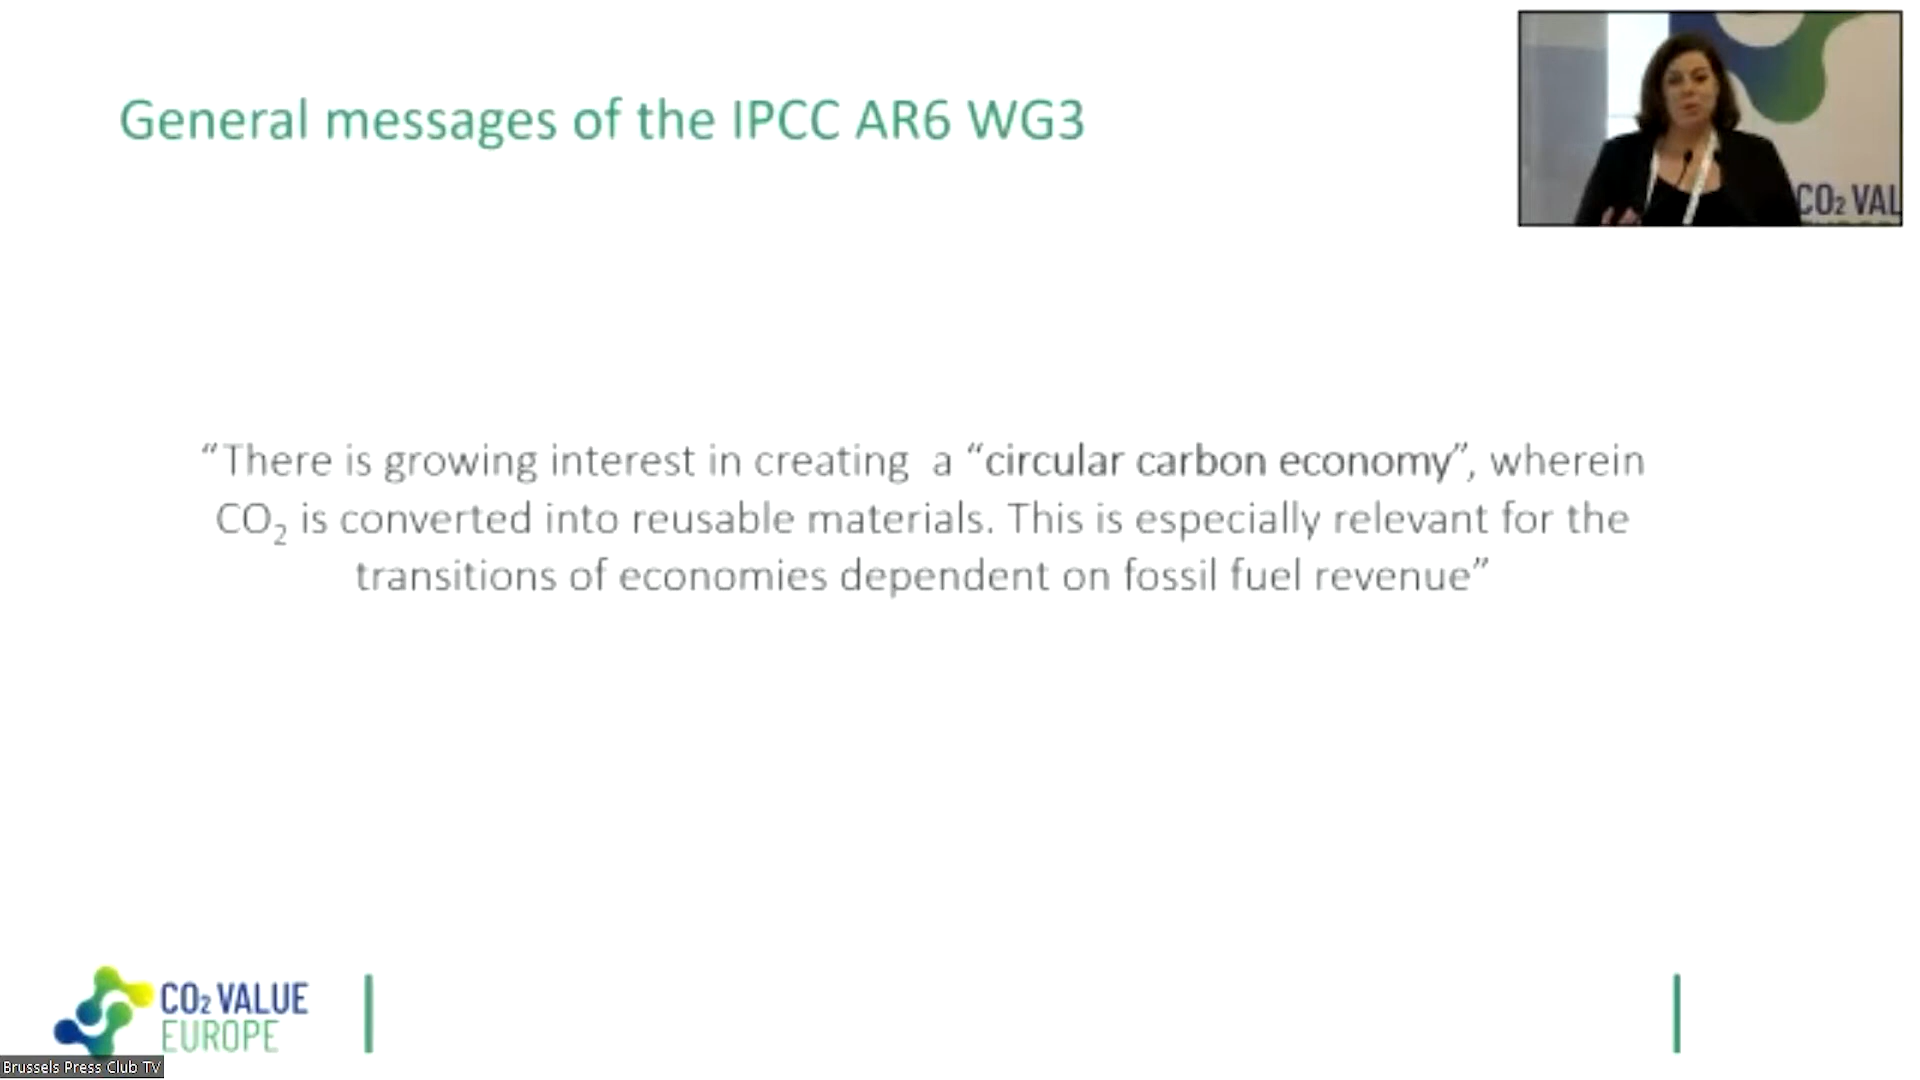 General messages of the IPCC AR6 WG3
CO₂ VAL
“There is growing interest in creating a “circular carbon economy”, wherein
CO₂ is converted into reusable materials. This is especially relevant for the
transitions of economies dependent on fossil fuel revenue”
CO₂ VALUE
EUROPE
Brussels Press Club TV